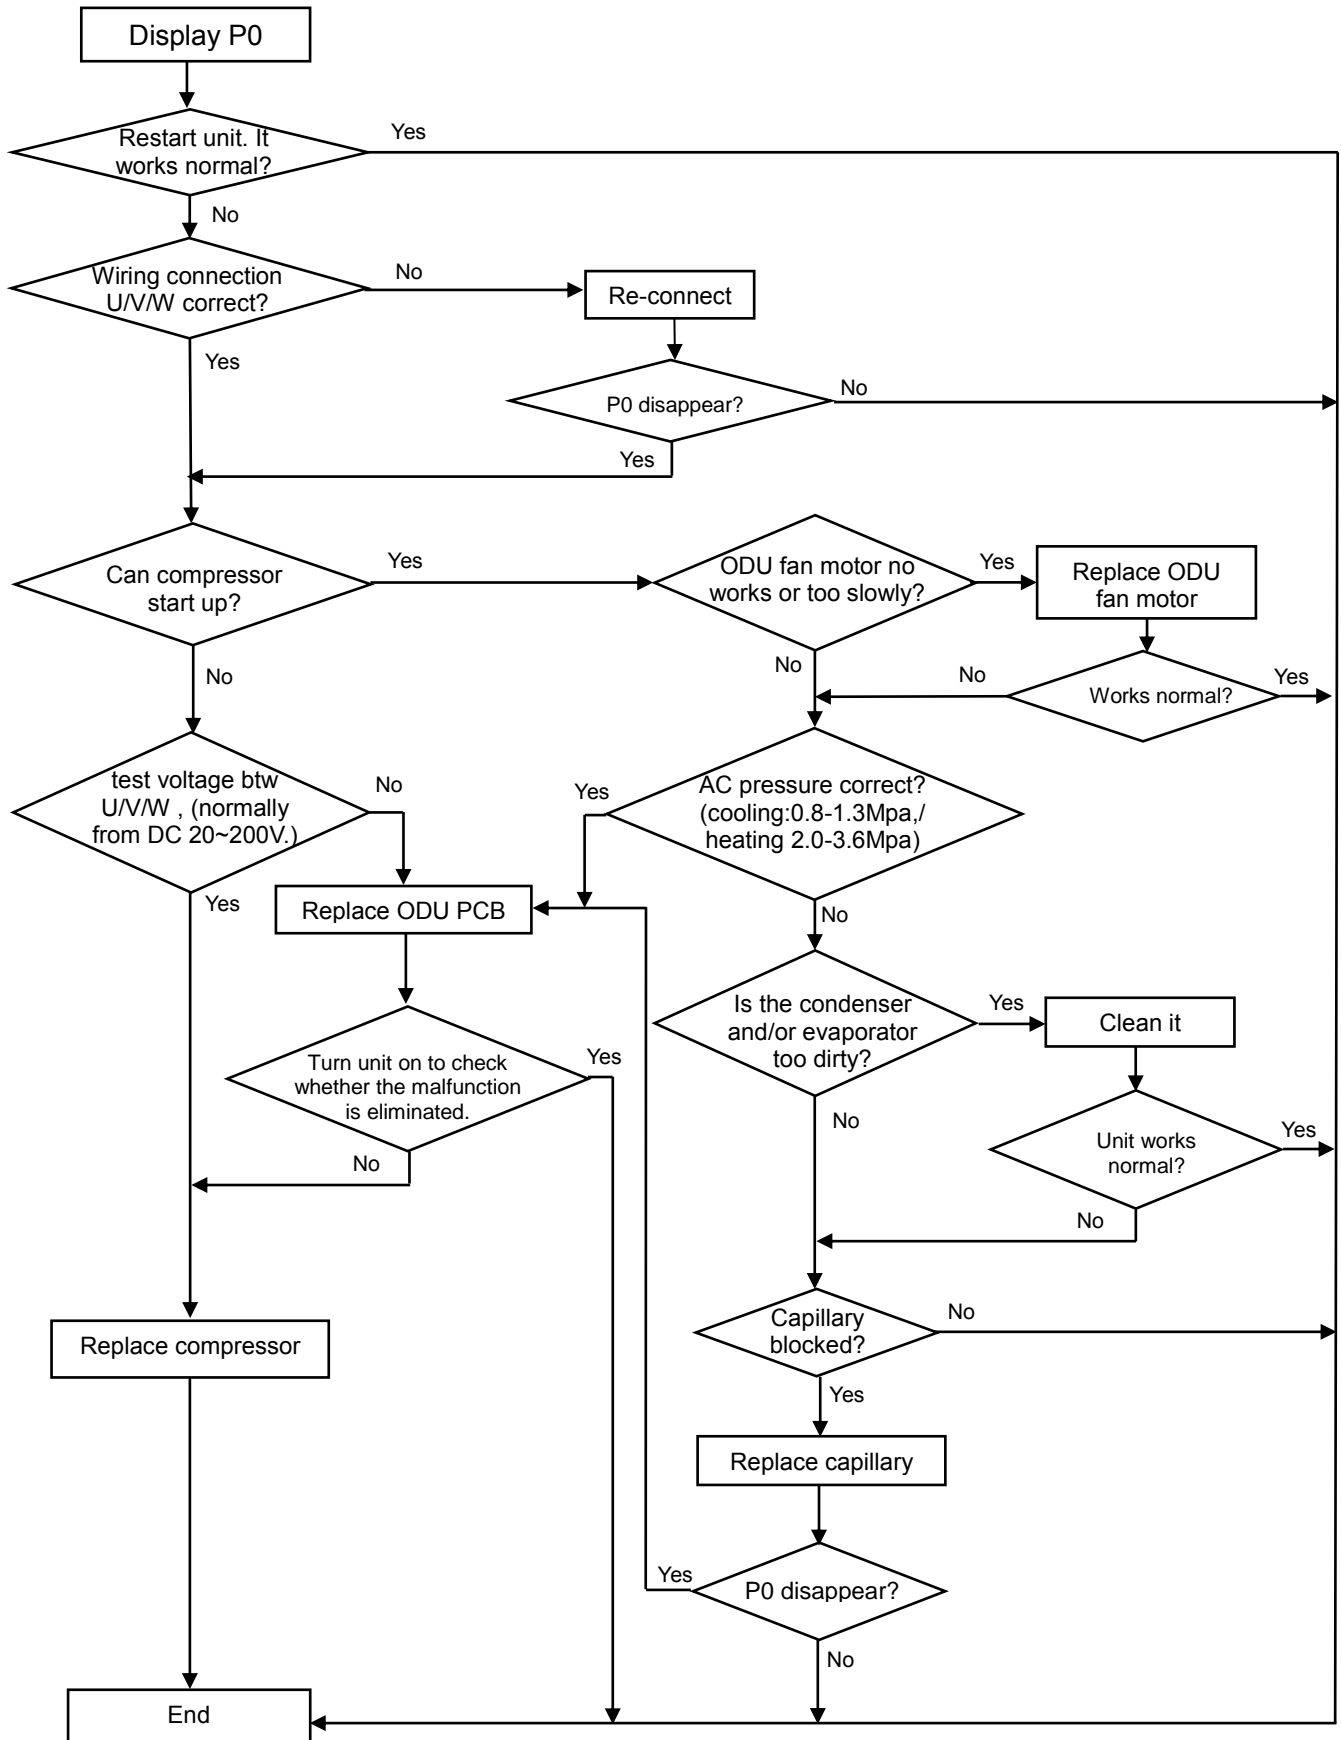 Display P0
Restart unit. It
works normal?
Yes
No
Wiring connection
U/V/W correct?
No
Re-connect
Yes
P0 disappear?
No
Yes
Can compressor
start up?
Yes
ODU fan motor no
works or too slowly?
Yes
Replace ODU
fan motor
No
No
No
Works normal?
Yes
test voltage btw
U/V/W , (normally
from DC 20~200V.)
No
Yes
AC pressure correct?
(cooling:0.8-1.3Mpa,/
heating 2.0-3.6Mpa)
Yes
Replace ODU PCB
No
Is the condenser
and/or evaporator
too dirty?
Yes
Clean it
Turn unit on to check
whether the malfunction
is eliminated.
Yes
No
No
Unit works
normal?
Yes
No
Capillary
blocked?
No
Replace compressor
Yes
Replace capillary
Yes
P0 disappear?
No
End